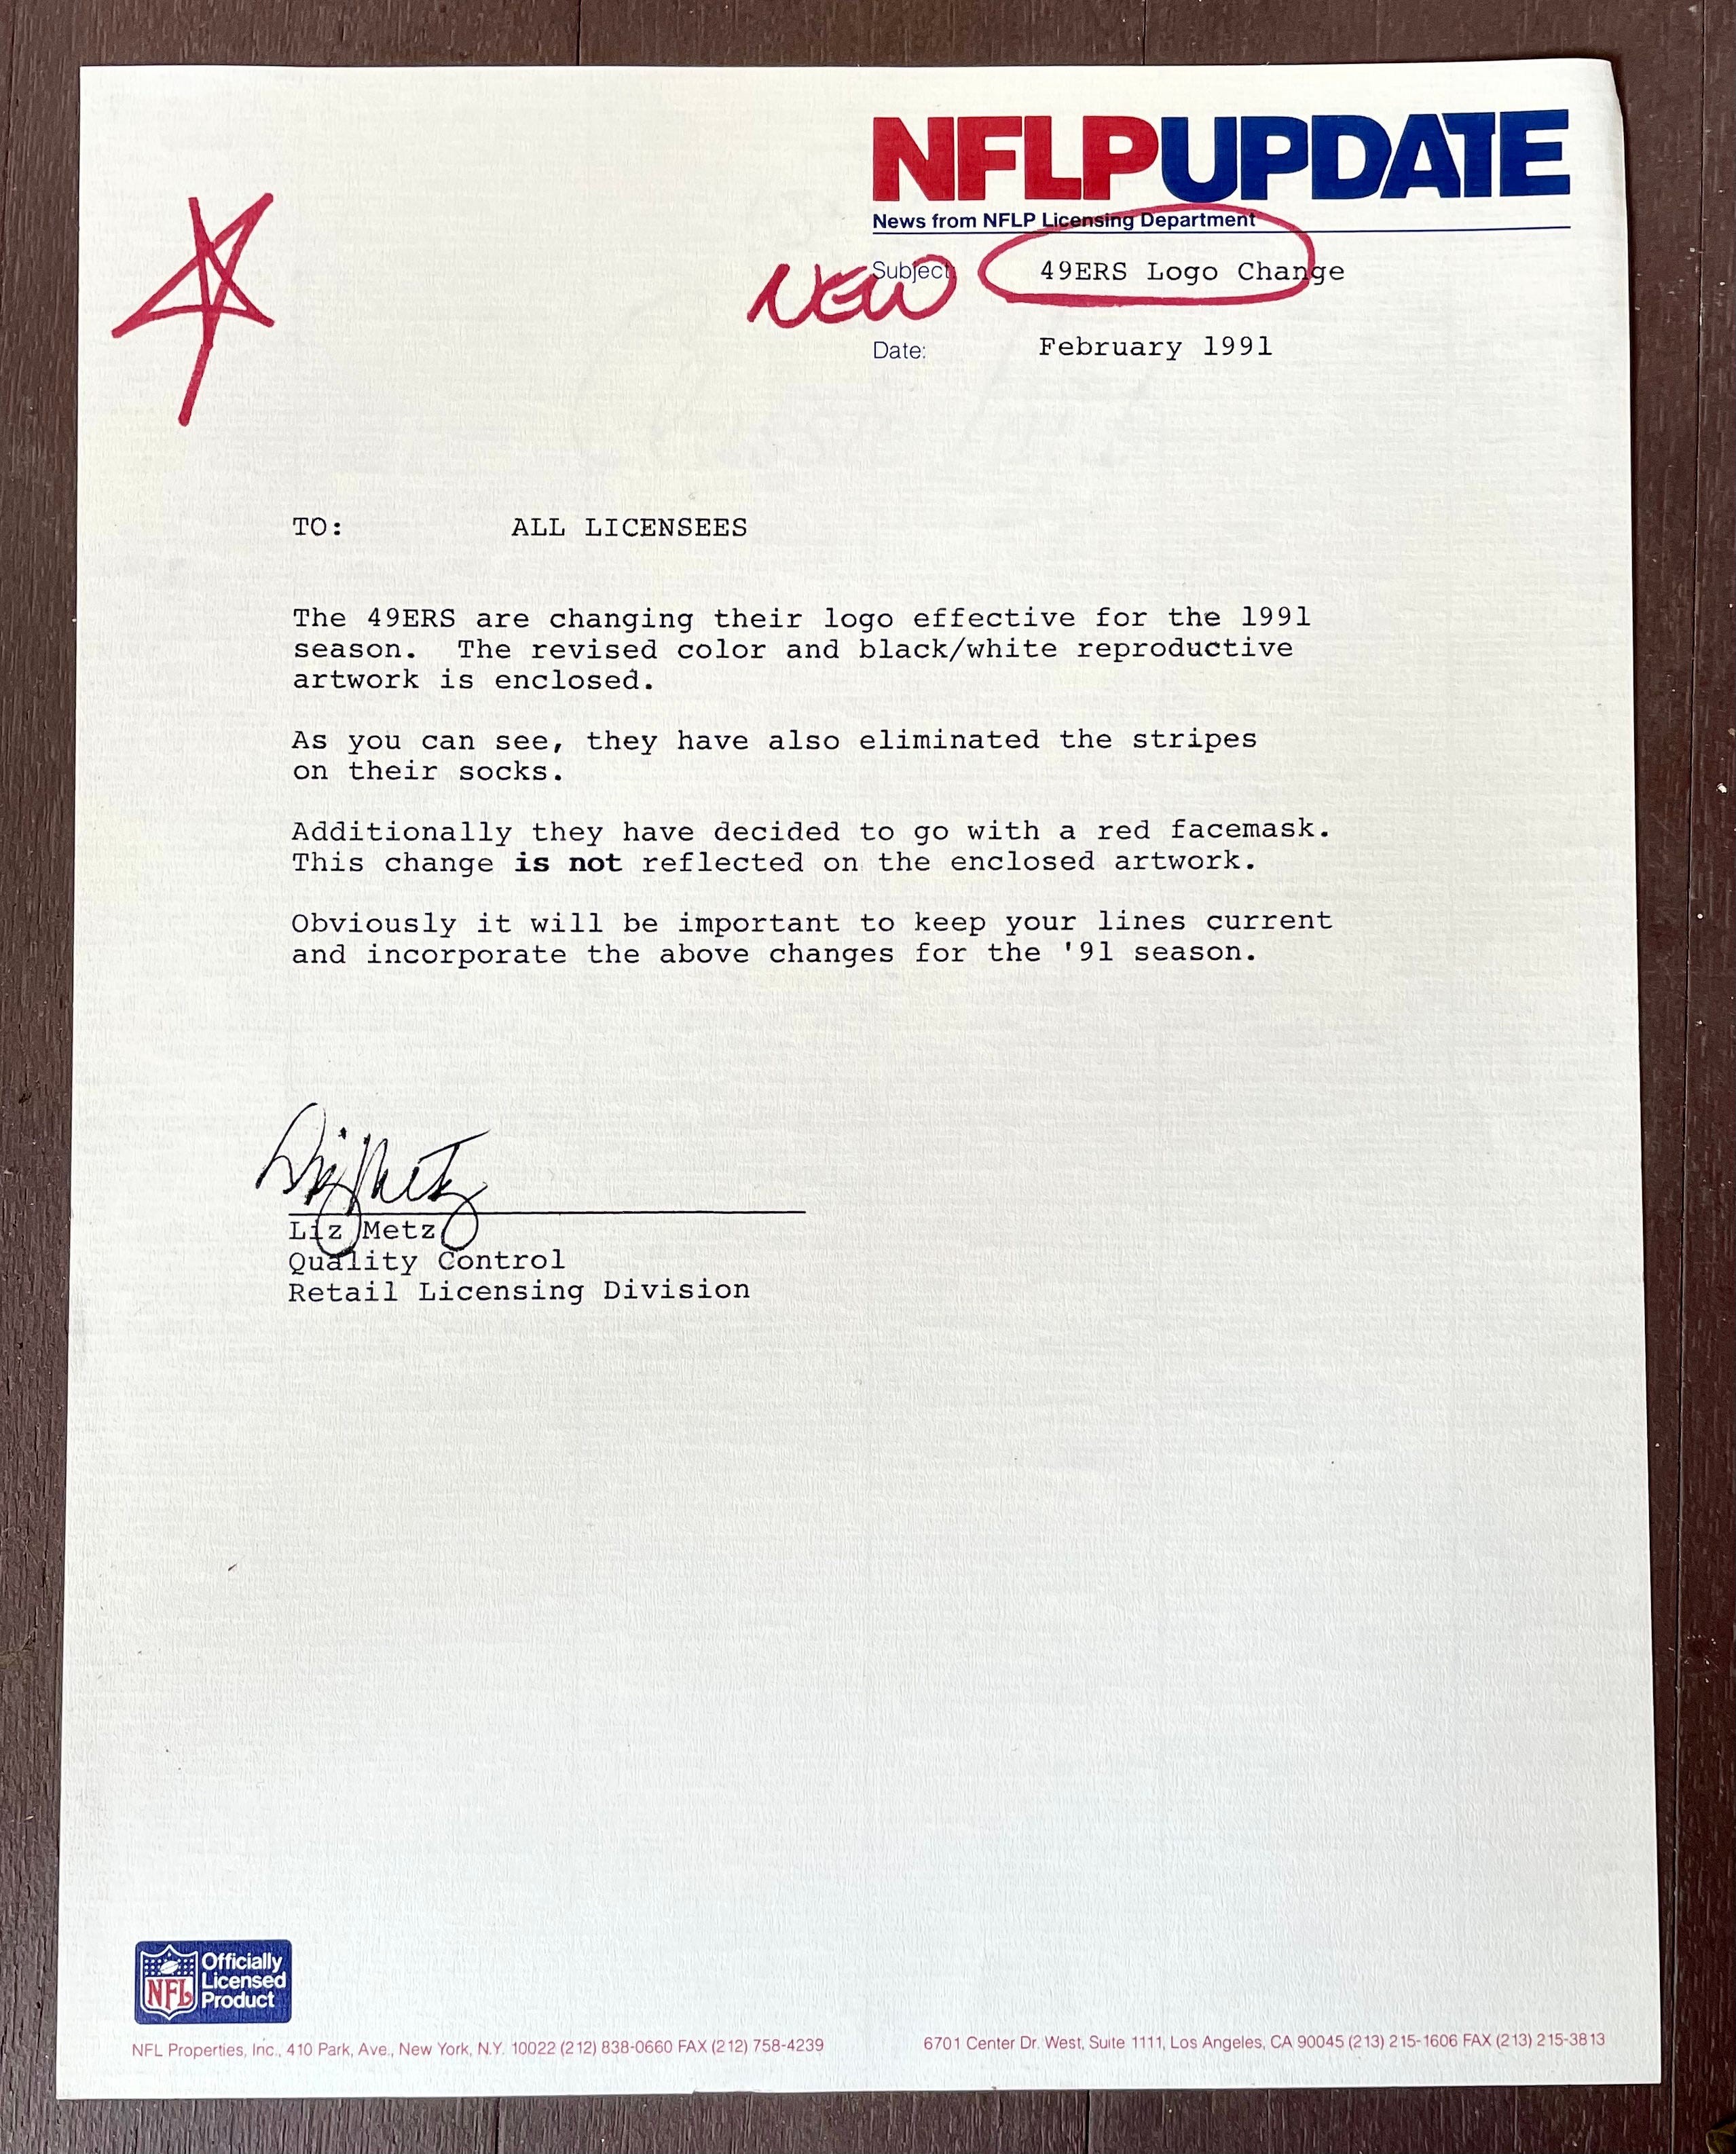 NFLPUPDATE
News from NFLP Licensing Department
NEW
Subject: 49ERS Logo Change
Date: February 1991
TO: ALL LICENSEES
The 49ERS are changing their logo effective for the 1991
season. The revised color and black/white reproductive
artwork is enclosed.
As you can see, they have also eliminated the stripes
on their socks.
Additionally they have decided to go with a red facemask.
This change is not reflected on the enclosed artwork.
Obviously it will be important to keep your lines current
and incorporate the above changes for the '91 season.
Liz Metz
Liz Metz
Quality Control
Retail Licensing Division
NFL
Officially
Licensed
Product
NFL Properties, Inc., 410 Park, Ave., New York, N.Y. 10022 (212) 838-0660 FAX (212) 758-4239
6701 Center Dr. West, Suite 1111, Los Angeles, CA 90045 (213) 215-1606 FAX (213) 215-3813